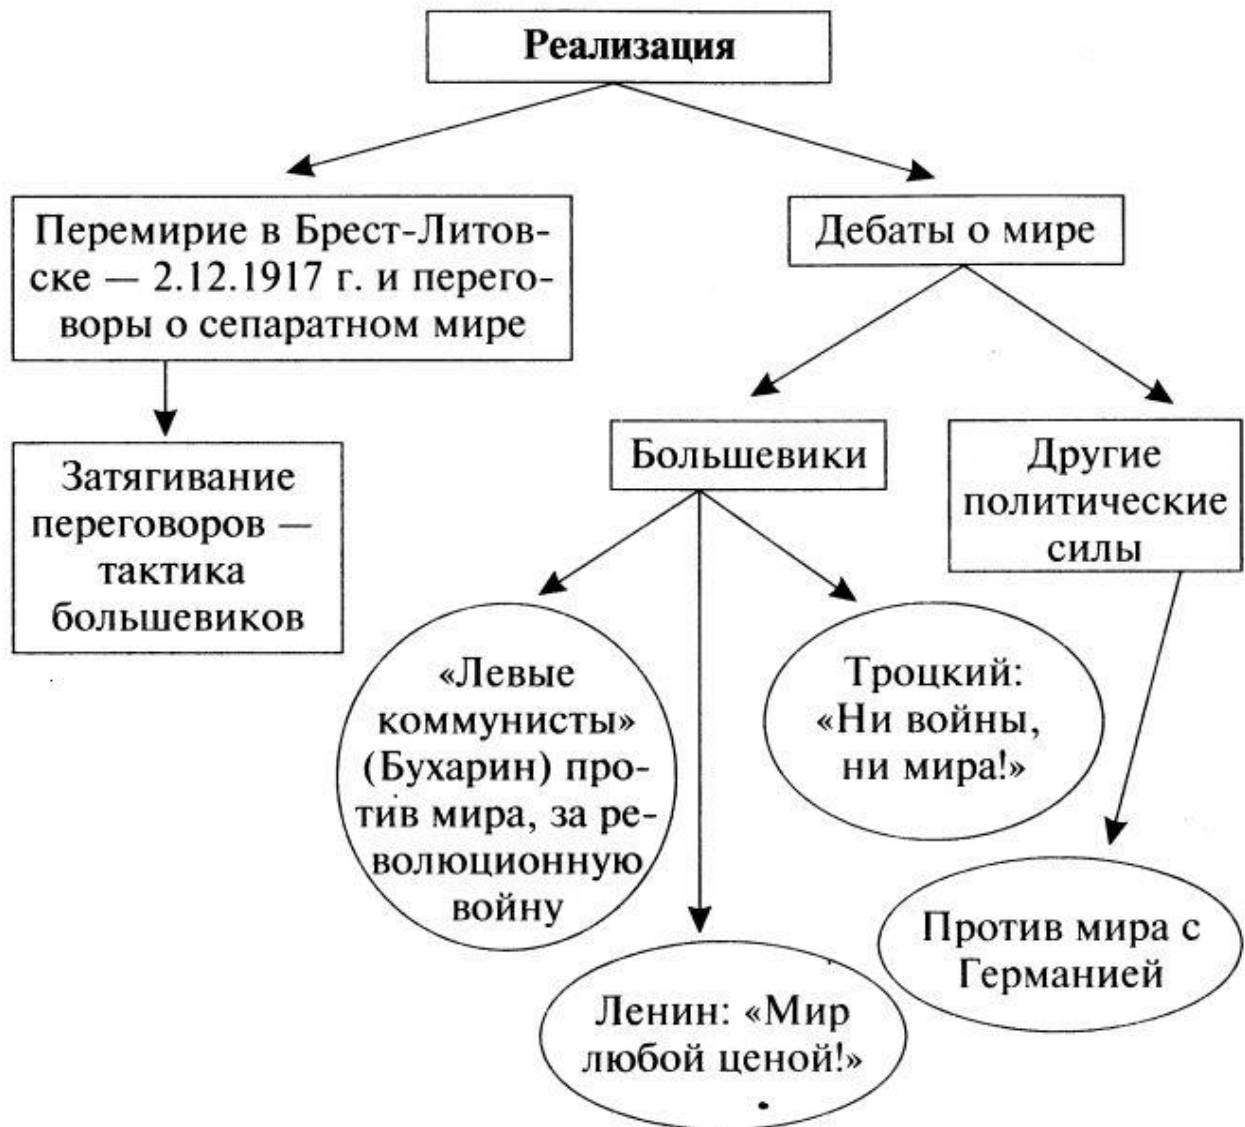 Реализация
Перемирие в Брест-Литов-
ске — 2.12.1917 г. и перего-
воры о сепаратном мире
Дебаты о мире
Затягивание
переговоров —
тактика
большевиков
Большевики
Другие
политические
силы
«Левые
коммунисты»
(Бухарин) про-
тив мира, за ре-
волюционную
войну
Троцкий:
«Ни войны,
ни мира!»
Ленин: «Мир
любой ценой!»
Против мира с
Германией